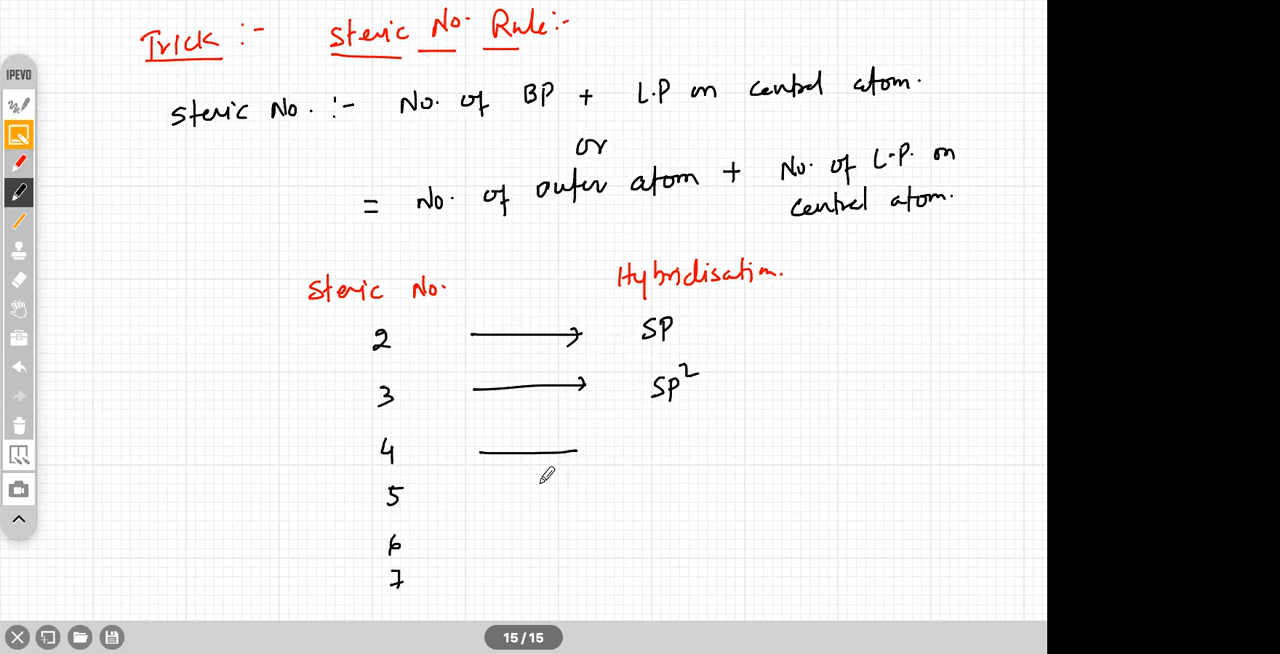 Trick :- Steric No. Rule:-
IPEVO
Steric No. :- No. of BP + L.P on central atom.
or
= No. of outer atom + No. of L.P. on
central atom.
Steric No. Hybridisation.
2 → SP
3 → SP²
4
5
6
7
15/15